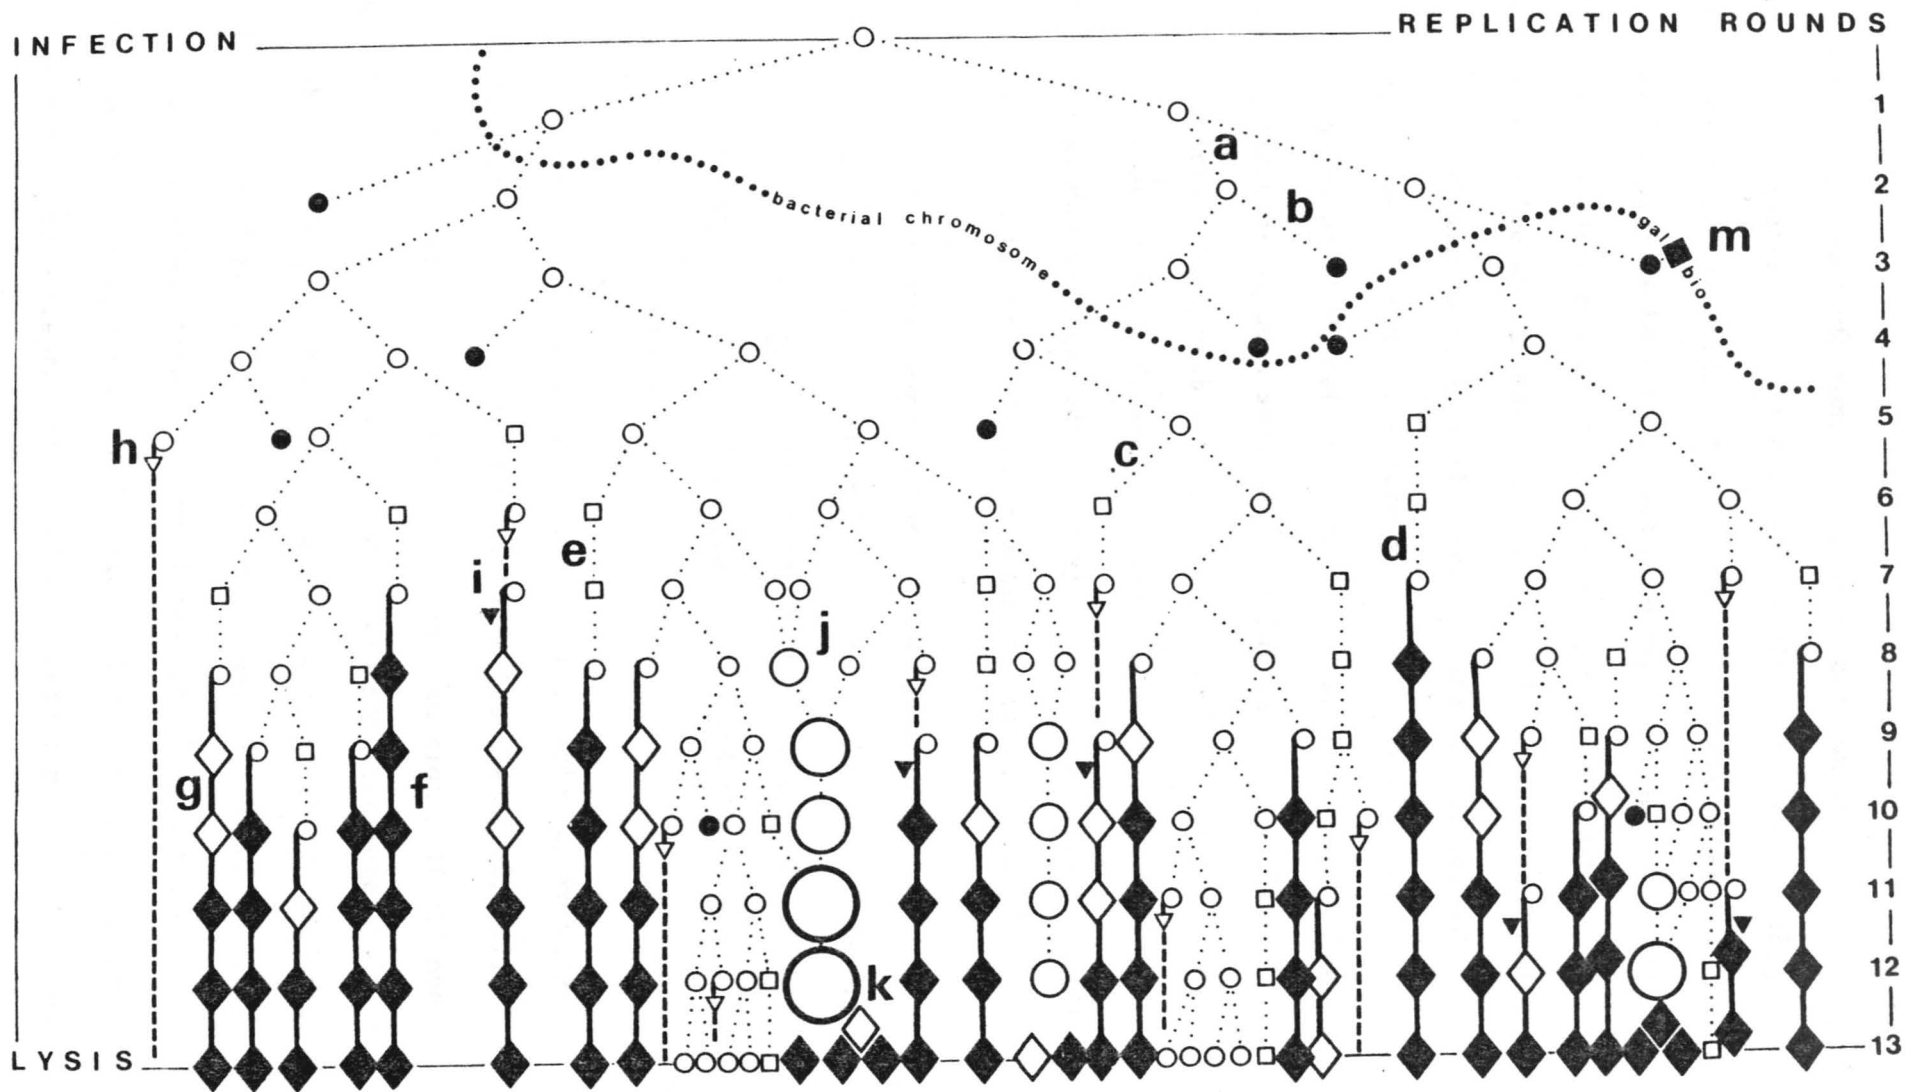 INFECTION
REPLICATION ROUNDS
1
a
2
b
bacterial chromosome
gal
m
3
bio
4
5
h
c
6
e
d
i
7
j
8
9
g
f
10
11
k
12
LYSIS
13